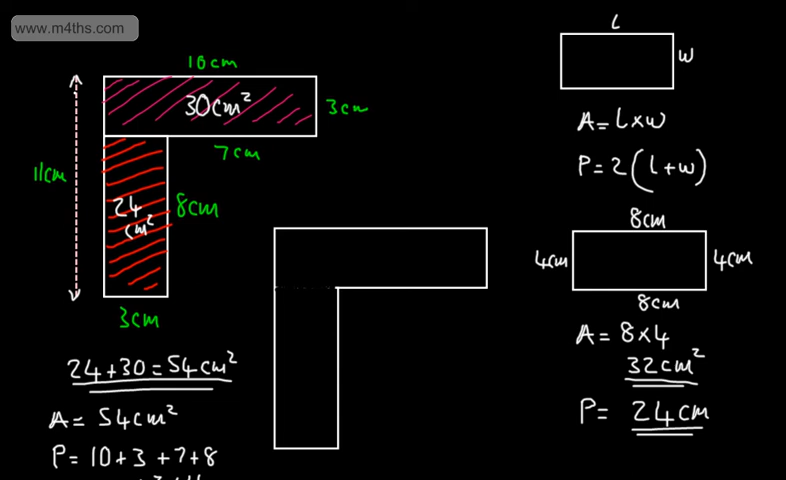 www.m4ths.com
10cm
30cm²
3cm
7cm
11cm
24
cm²
8cm
3cm
24+30=54cm²
A= 54cm²
P= 10+3+7+8
L
W
A= L×W
P=2(L+W)
8cm
4cm
4cm
8cm
A= 8×4
32cm²
P= 24cm